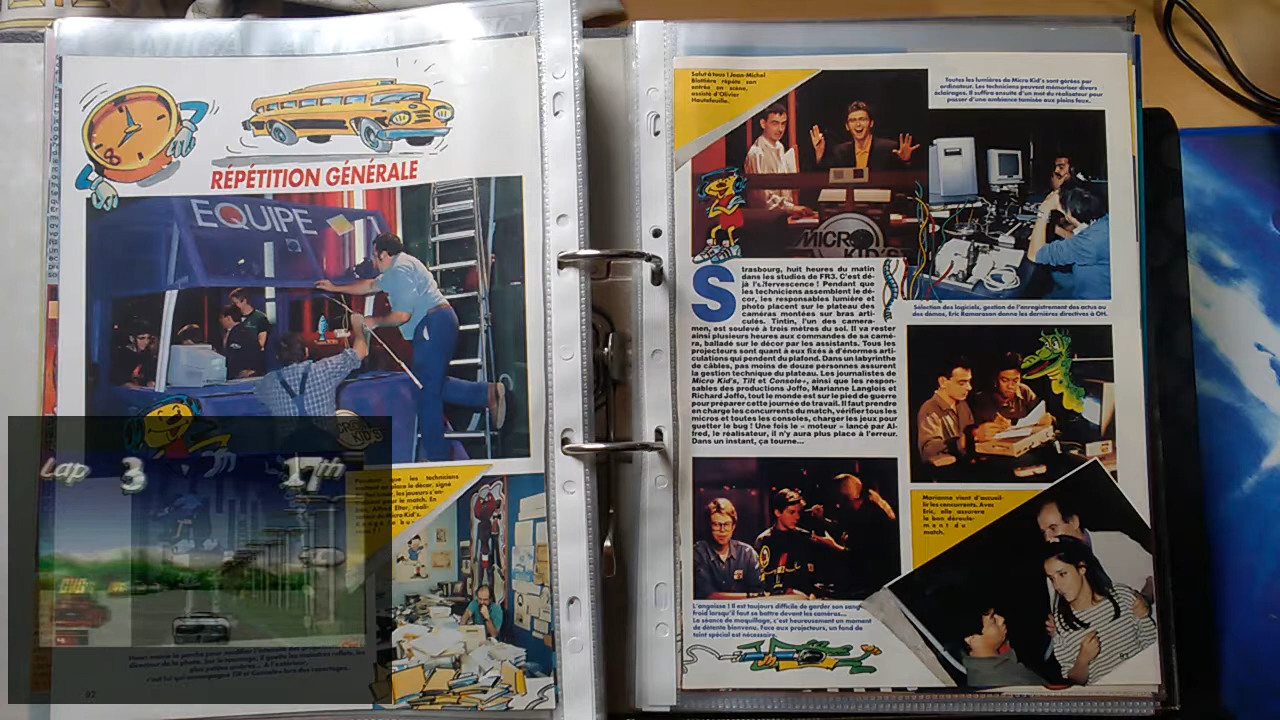 RÉPÉTITION GÉNÉRALE
EQUIPE
Lap 3 17th
Pendant que les techniciens
92
Salut à tous ! Jean-Michel
Blottière répète son
entrée en scène,
assisté d'Olivier
Hautefeuille.
Toutes les lumières de Micro Kid's sont gérées par
ordinateur. Les techniciens peuvent mémoriser divers
éclairages. Il suffira ensuite d'un mot du réalisateur pour
passer d'une ambiance tamisée aux pleins feux.
MICRO
KID'S
Strasbourg, huit heures du matin
dans les studios de FR3. C'est dé-
jà l'effervescence ! Pendant que
les techniciens assemblent le dé-
cor, les responsables lumière et
photo placent sur le plateau des
caméras montées sur bras arti-
culés. Tintin, l'un des camera-
men, est soulevé à trois mètres du sol. Il va rester
ainsi plusieurs heures aux commandes de sa camé-
ra, balladé sur le décor par les assistants. Tous les
projecteurs sont quant à eux fixés à d'énormes arti-
culations qui pendent du plafond. Dans un labyrinthe
de câbles, pas moins de douze personnes assurent
la gestion technique du plateau. Les journalistes de
Micro Kid's, Tilt et Console+, ainsi que les respon-
sables des productions Joffo, Marianne Langlois et
Richard Joffo, tout le monde est sur le pied de guerre
pour préparer cette journée de travail. Il faut prendre
en charge les concurrents du match, vérifier tous les
micros et toutes les consoles, charger les jeux pour
guetter le bug ! Une fois le « moteur » lancé par Al-
fred, le réalisateur, il n'y aura plus place à l'erreur.
Dans un instant, ça tourne...
Sélection des logiciels, gestion de l'enregistrement des actus ou
des démos, Eric Ramaroson donne les dernières directives à OH.
Marianne vient d'accueil-
lir les concurrents. Avec
Eric, elle assurera
le bon déroule-
ment du
match.
L'angoisse ! Il est toujours difficile de garder son sang-
froid lorsqu'il faut se battre devant les caméras...
La séance de maquillage, c'est heureusement un moment
de détente bienvenu. Face aux projecteurs, un fond de
teint spécial est nécessaire.